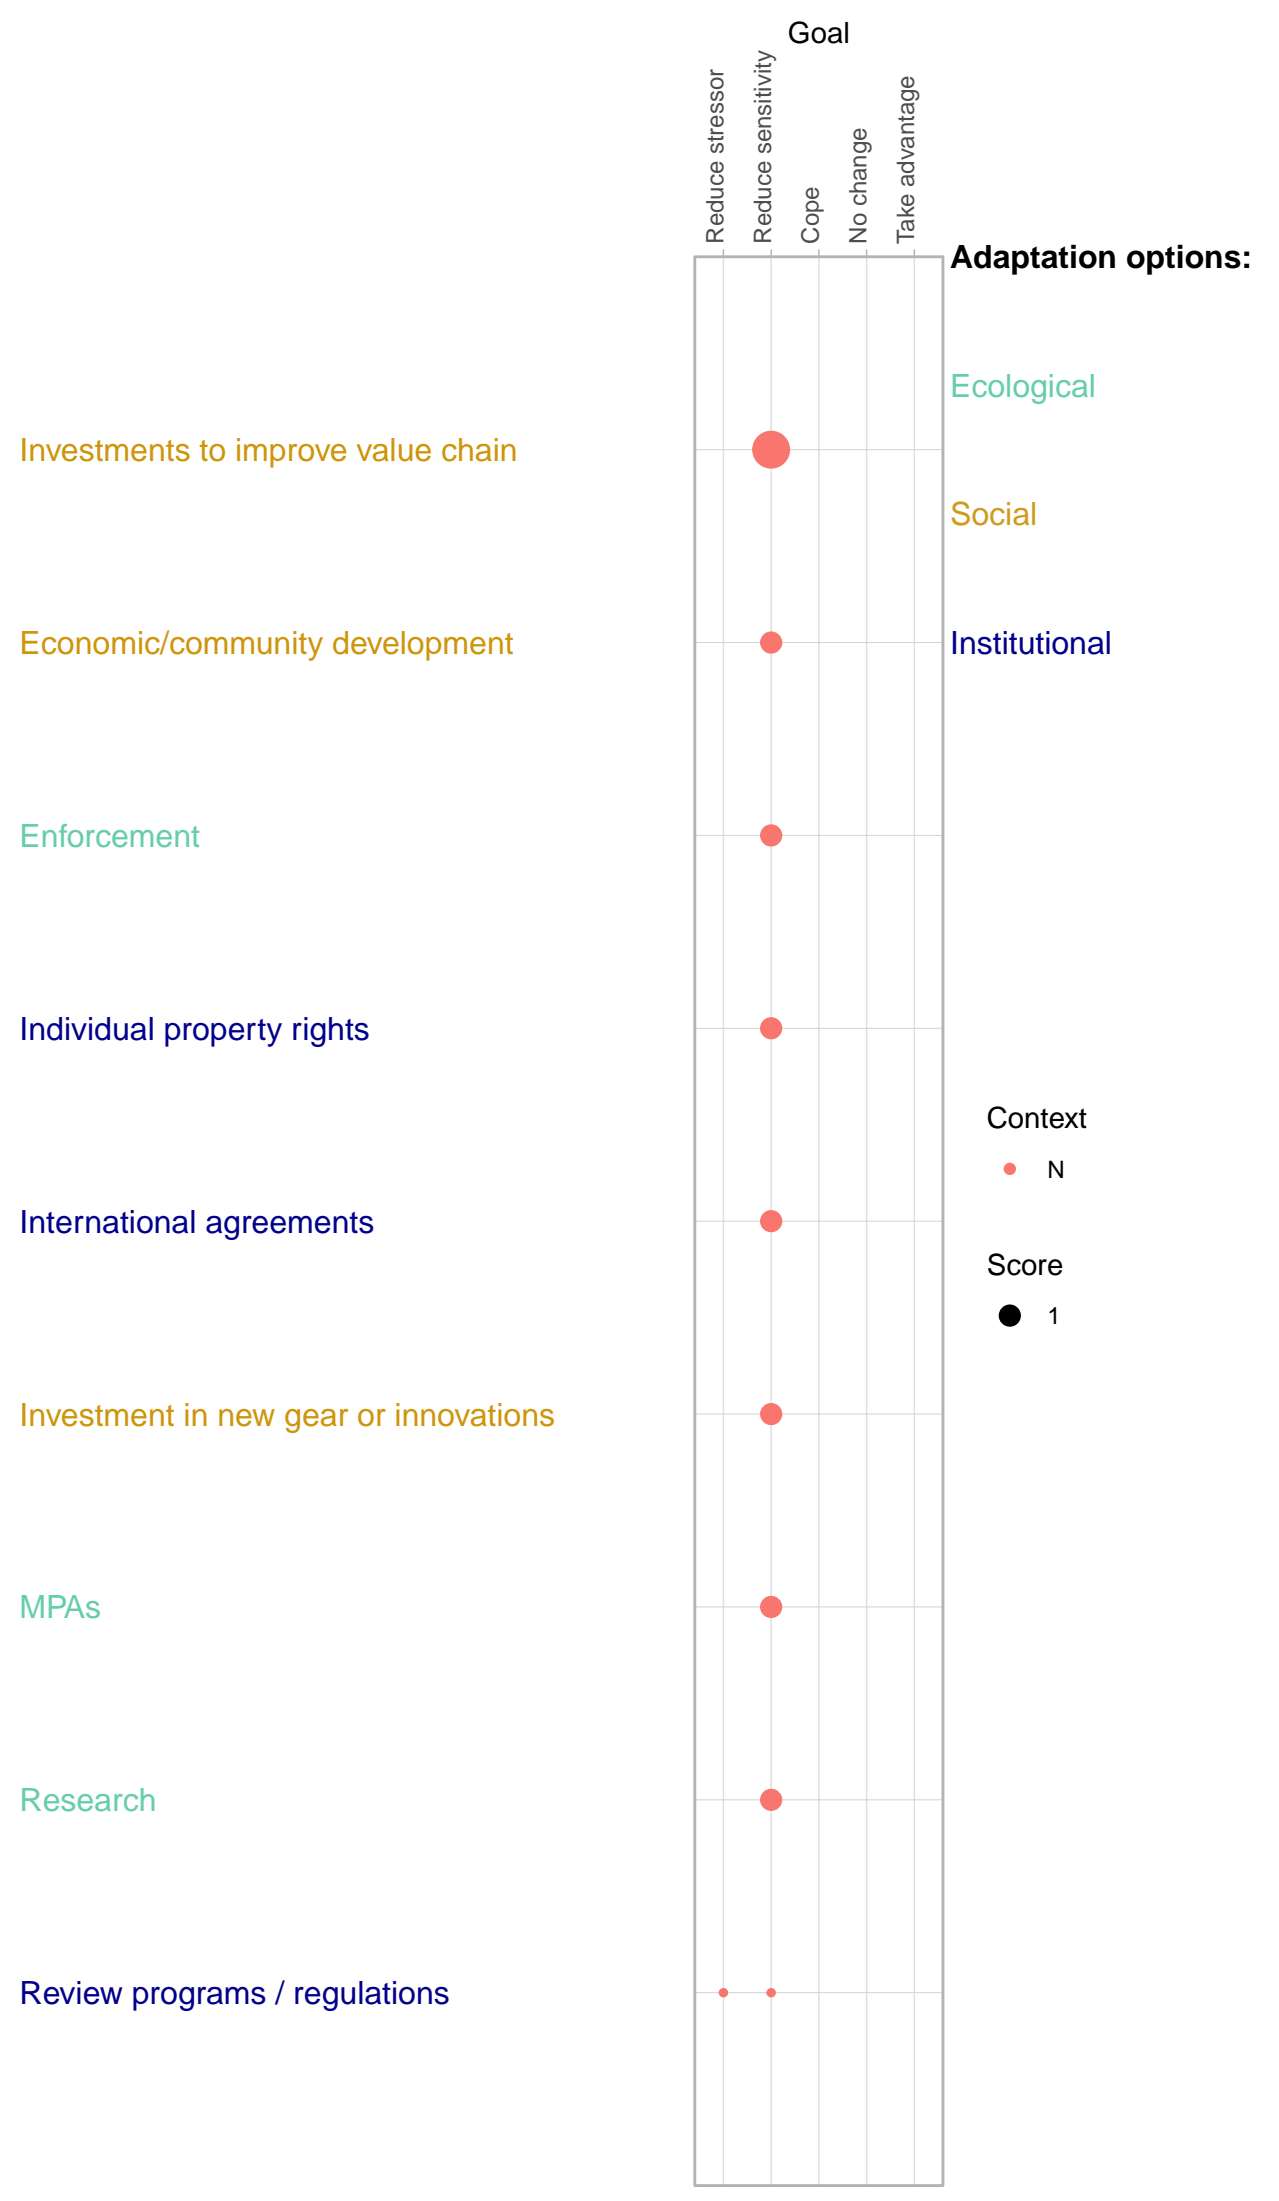 Goal
Reduce stressor
Reduce sensitivity
Cope
No change
Take advantage
Adaptation options:
Ecological
Investments to improve value chain
Social
Economic/community development
Institutional
Enforcement
Individual property rights
Context
N
International agreements
Score
1
Investment in new gear or innovations
MPAs
Research
Review programs / regulations